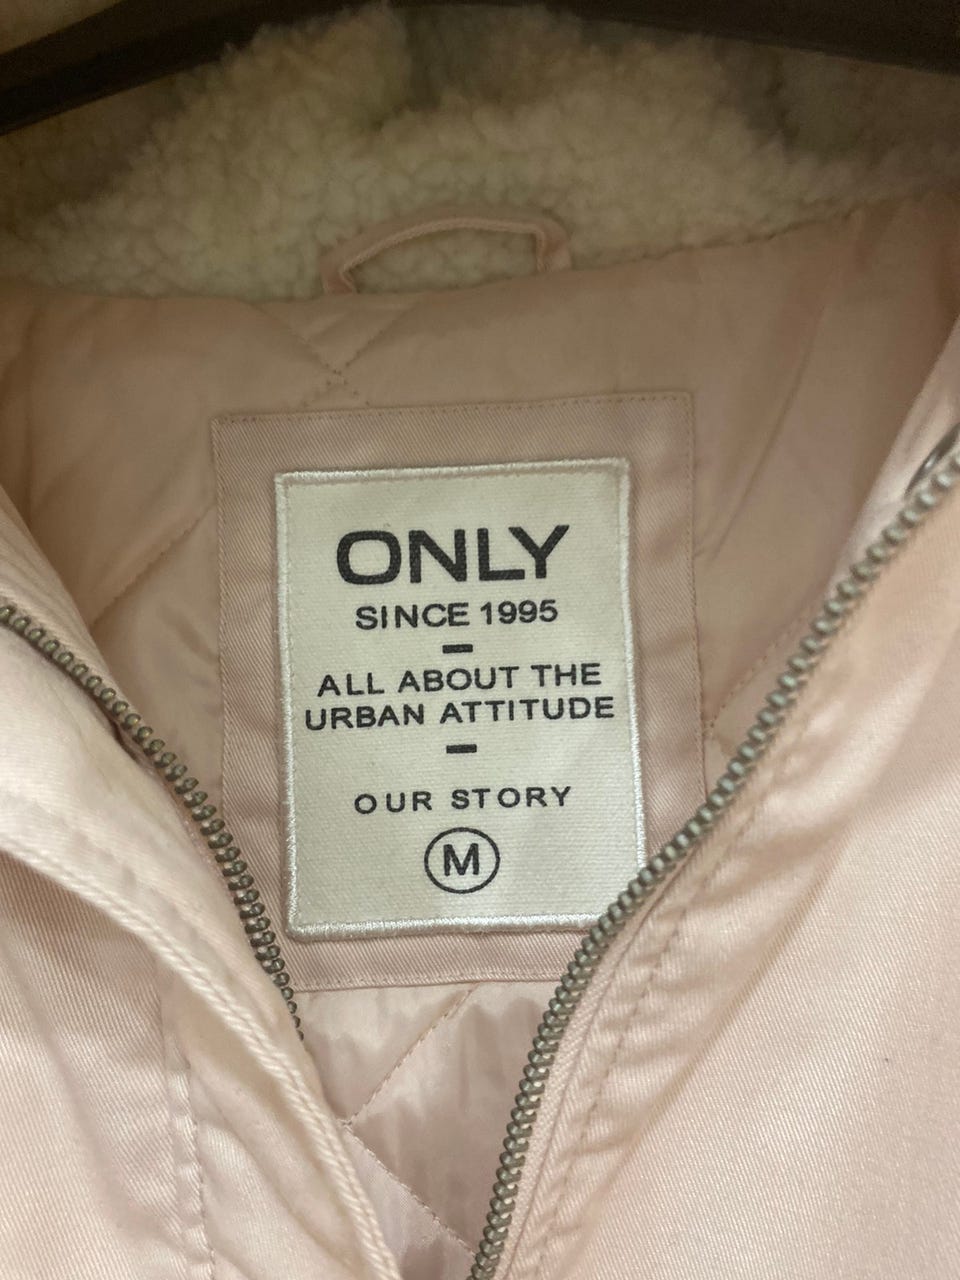 ONLY
SINCE 1995
-
ALL ABOUT THE
URBAN ATTITUDE
-
OUR STORY
M